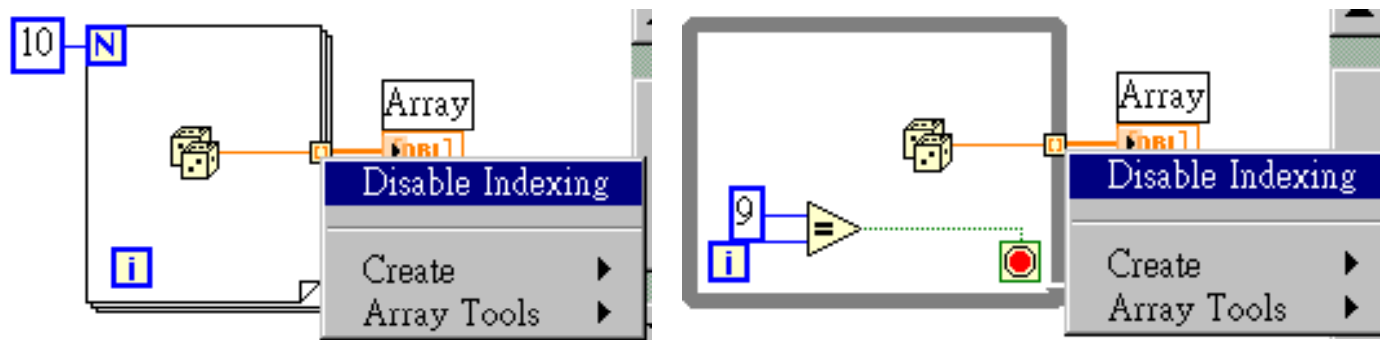 10
N
Array
[DBL]
Disable Indexing
i
Create
Array Tools
Array
[DBL]
Disable Indexing
9
=
i
Create
Array Tools